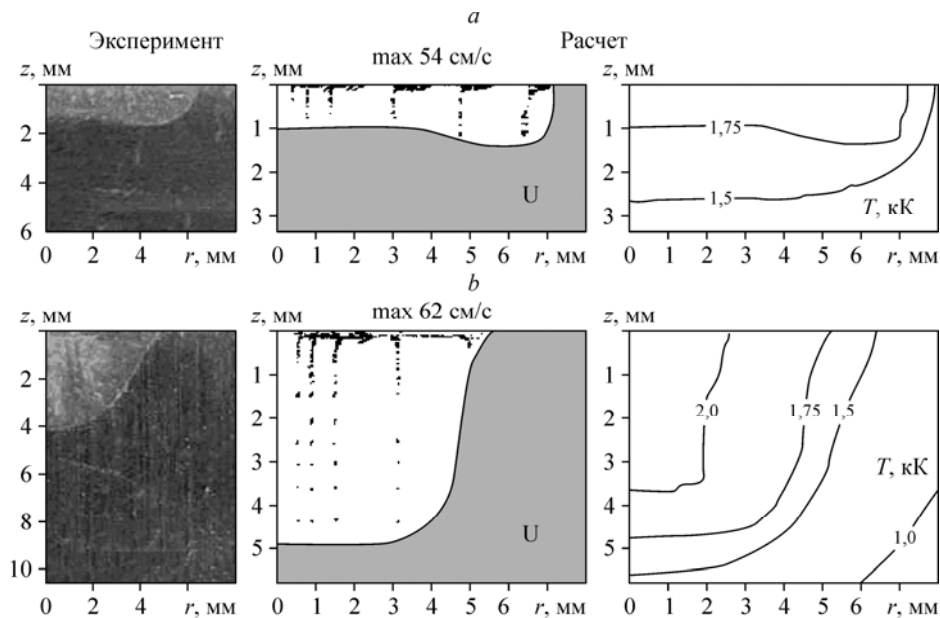 a
Эксперимент
Расчет
max 54 см/с
z, мм
z, мм
z, мм
2
4
6
0 2 4 r, мм
1
2
3
U
0 1 2 3 4 5 6 r, мм
1
2
3
1,75
1,5
T, кК
0 1 2 3 4 5 6 r, мм
b
max 62 см/с
z, мм
z, мм
z, мм
2
4
6
8
10
0 2 4 r, мм
1
2
3
4
5
U
0 1 2 3 4 5 6 r, мм
1
2
3
4
5
2,0
1,75
1,5
T, кК
1,0
0 1 2 3 4 5 6 r, мм